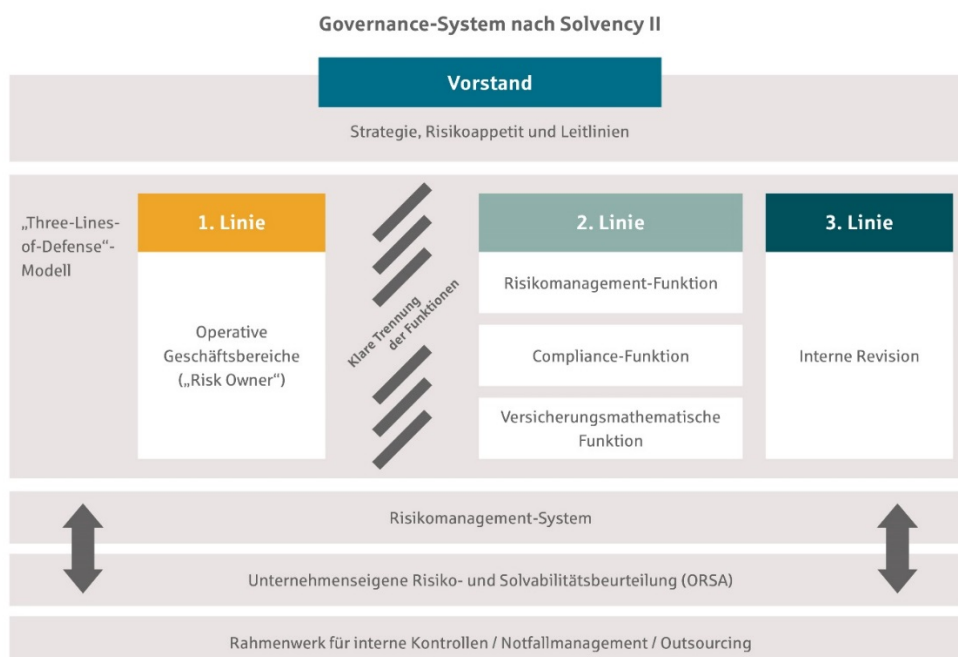 Governance-System nach Solvency II
Vorstand
Strategie, Risikoappetit und Leitlinien
„Three-Lines-
of-Defense“-
Modell
1. Linie
Operative
Geschäftsbereiche
(„Risk Owner“)
Klare Trennung
der Funktionen
2. Linie
Risikomanagement-Funktion
Compliance-Funktion
Versicherungsmathematische
Funktion
3. Linie
Interne Revision
Risikomanagement-System
Unternehmenseigene Risiko- und Solvabilitätsbeurteilung (ORSA)
Rahmenwerk für interne Kontrollen / Notfallmanagement / Outsourcing